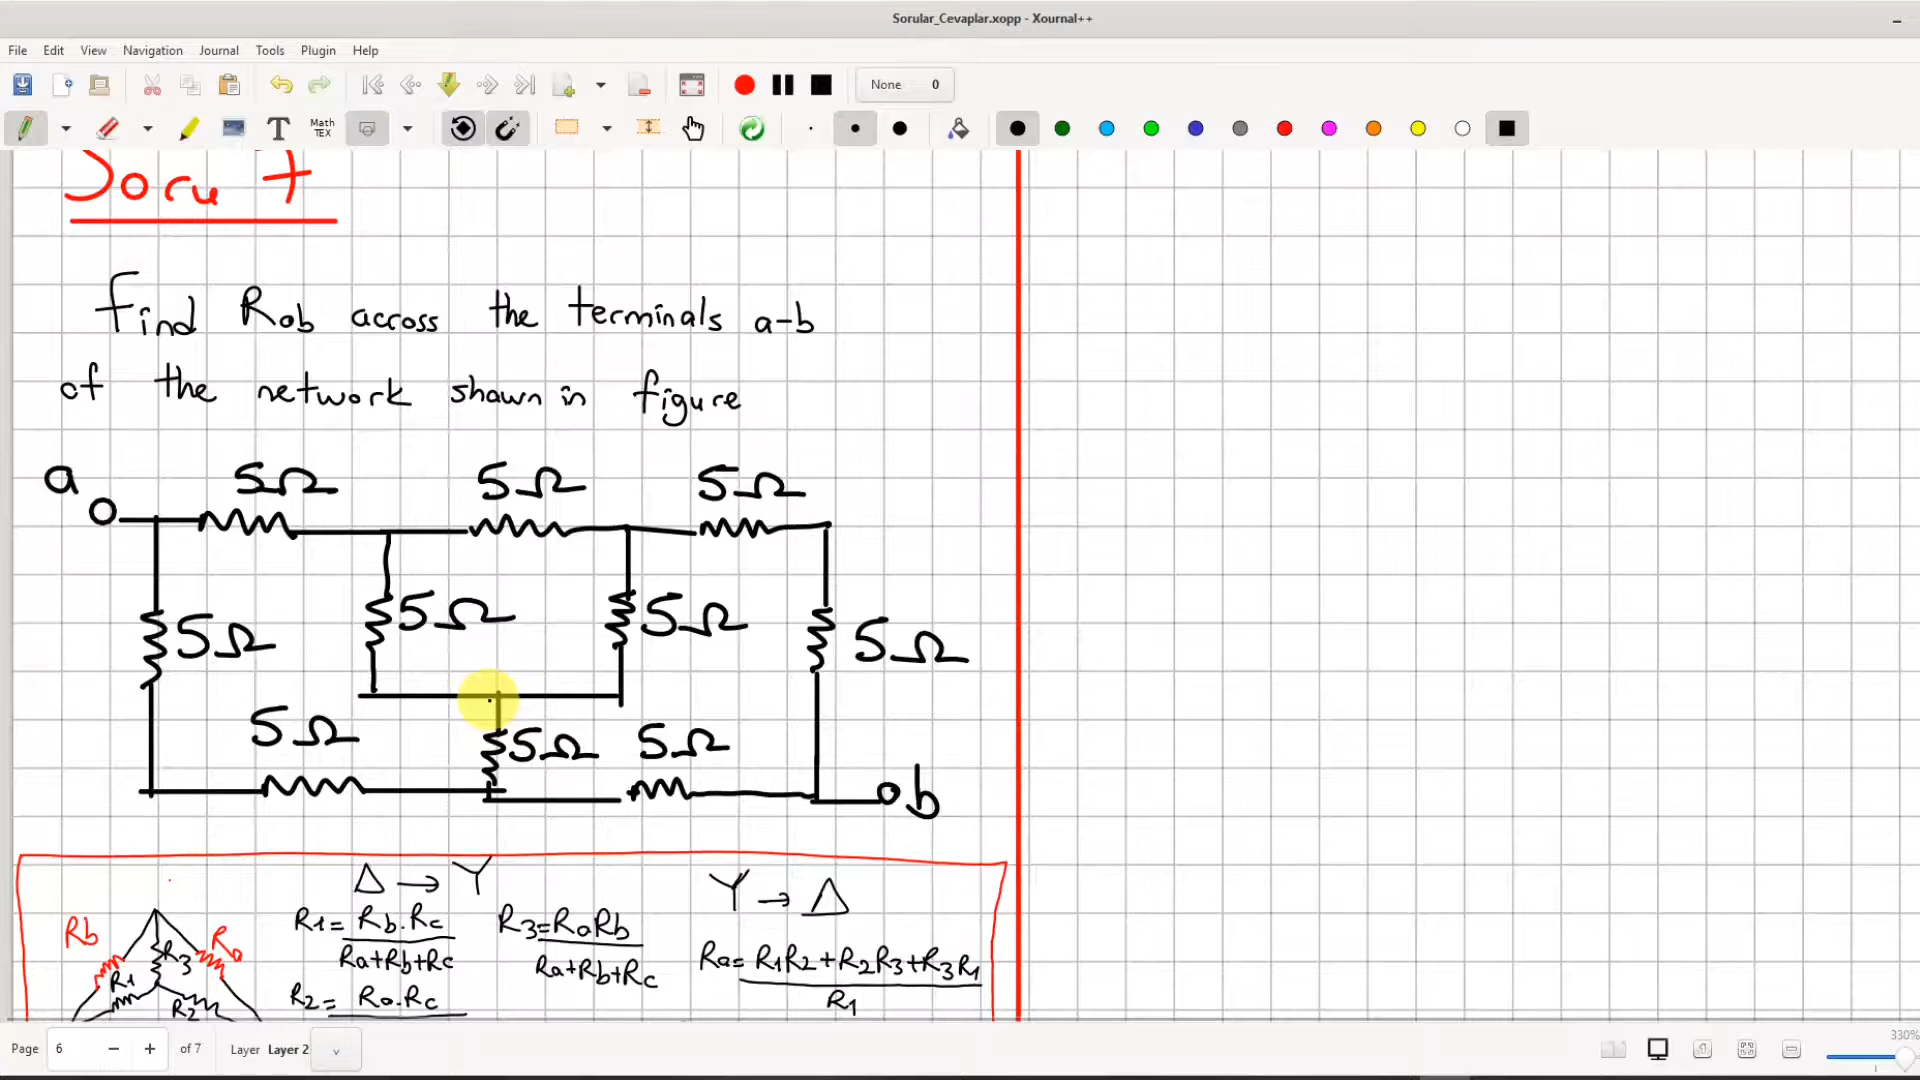 Sorular_Cevaplar.xopp - Xournal++
File Edit View Navigation Journal Tools Plugin Help
None 0
T Math TEX
Soru 7
Find Rab across the terminals a-b
of the network shown in figure
a 5Ω 5Ω 5Ω
5Ω 5Ω 5Ω 5Ω
5Ω 5Ω 5Ω
b
Δ → Y Y → Δ
Rb Ra R3 R1 R2
R1 = Rb.Rc / Ra+Rb+Rc R3 = RaRb / Ra+Rb+Rc Ra = R1R2+R2R3+R3R1 / R1
R2 = Ra.Rc
Page 6 − + of 7 Layer Layer 2
330%